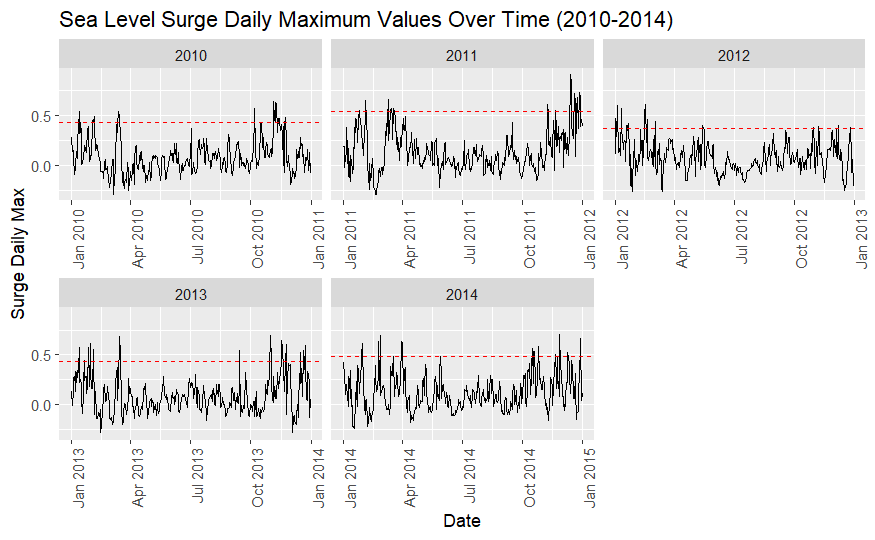 Sea Level Surge Daily Maximum Values Over Time (2010-2014)
2010
2011
2012
0.5
0.0
Jan 2010
Apr 2010
Jul 2010
Oct 2010
Jan 2011
Jan 2011
Apr 2011
Jul 2011
Oct 2011
Jan 2012
Jan 2012
Apr 2012
Jul 2012
Oct 2012
Jan 2013
Surge Daily Max
2013
2014
0.5
0.0
Jan 2013
Apr 2013
Jul 2013
Oct 2013
Jan 2014
Jan 2014
Apr 2014
Jul 2014
Oct 2014
Jan 2015
Date